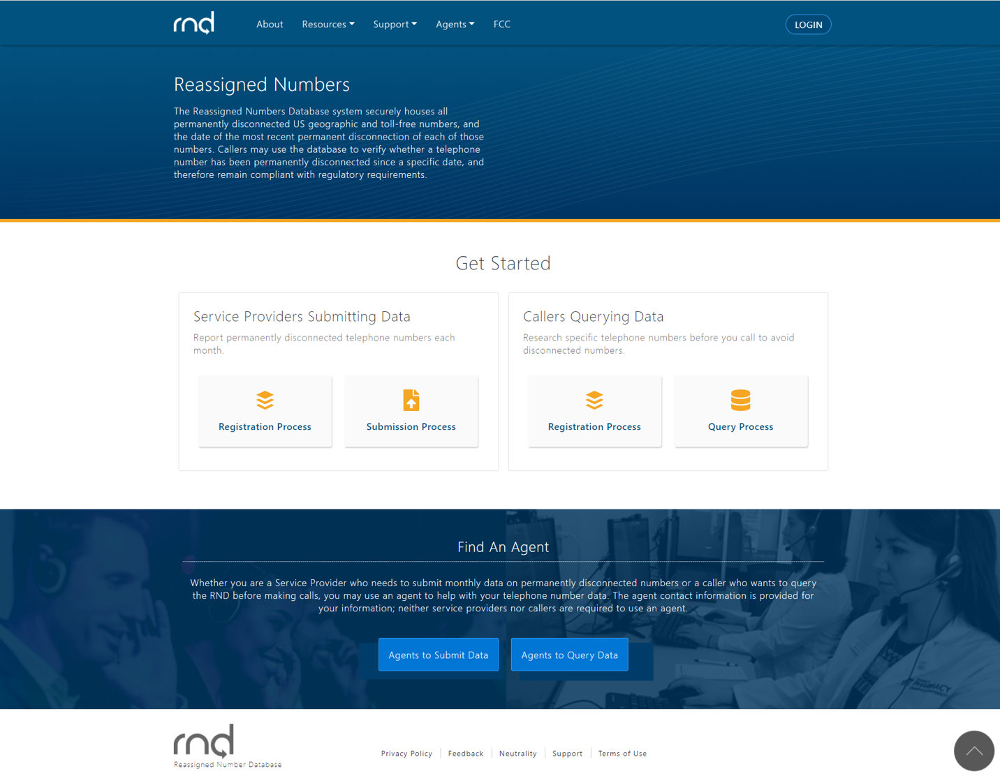 rnd
About
Resources
Support
Agents
FCC
LOGIN
Reassigned Numbers
The Reassigned Numbers Database system securely houses all
permanently disconnected US geographic and toll-free numbers, and
the date of the most recent permanent disconnection of each of those
numbers. Callers may use the database to verify whether a telephone
number has been permanently disconnected since a specific date, and
therefore remain compliant with regulatory requirements.
Get Started
Service Providers Submitting Data
Report permanently disconnected telephone numbers each
month.
Registration Process
Submission Process
Callers Querying Data
Research specific telephone numbers before you call to avoid
disconnected numbers.
Registration Process
Query Process
Find An Agent
Whether you are a Service Provider who needs to submit monthly data on permanently disconnected numbers or a caller who wants to query
the RND before making calls, you may use an agent to help with your telephone number data. The agent contact information is provided for
your information; neither service providers nor callers are required to use an agent.
Agents to Submit Data
Agents to Query Data
rnd
Reassigned Number Database
Privacy Policy
Feedback
Neutrality
Support
Terms of Use